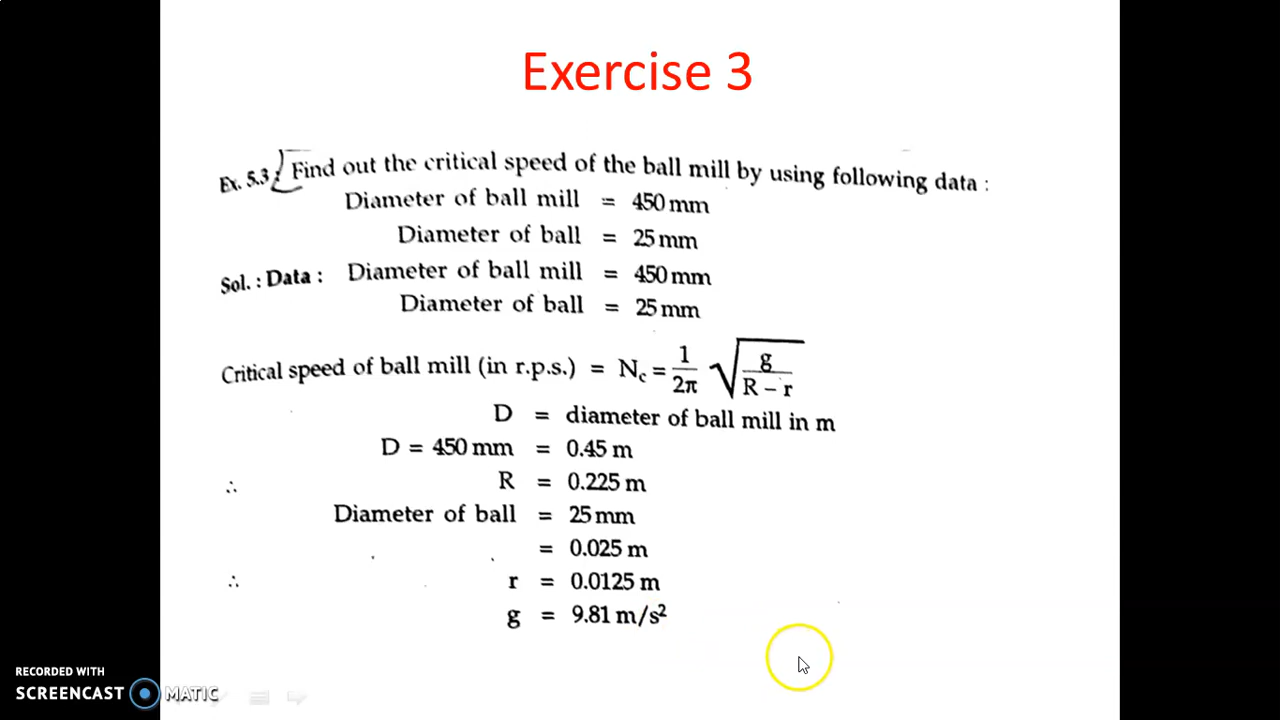 Exercise 3
Ex. 5.3 : Find out the critical speed of the ball mill by using following data :
Diameter of ball mill = 450 mm
Diameter of ball = 25 mm
Sol. : Data : Diameter of ball mill = 450 mm
Diameter of ball = 25 mm
Critical speed of ball mill (in r.p.s.) = N_c = 1/2π √(g/(R – r))
D = diameter of ball mill in m
D = 450 mm = 0.45 m
∴ R = 0.225 m
Diameter of ball = 25 mm
= 0.025 m
∴ r = 0.0125 m
g = 9.81 m/s²
RECORDED WITH
SCREENCAST MATIC